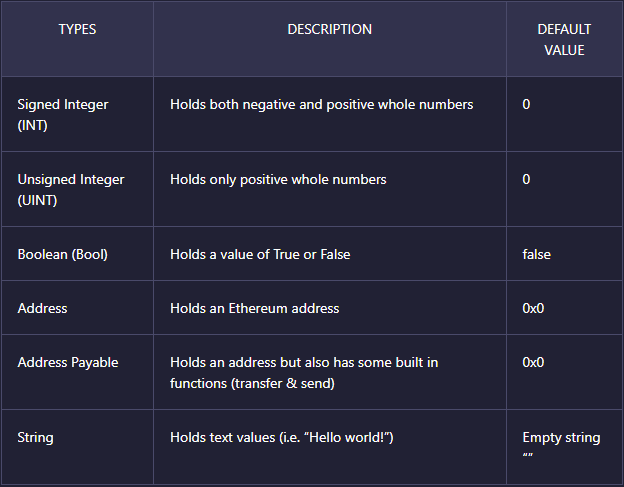 TYPES
DESCRIPTION
DEFAULT
VALUE
Signed Integer
(INT)
Holds both negative and positive whole numbers
0
Unsigned Integer
(UINT)
Holds only positive whole numbers
0
Boolean (Bool)
Holds a value of True or False
false
Address
Holds an Ethereum address
0x0
Address Payable
Holds an address but also has some built in
functions (transfer & send)
0x0
String
Holds text values (i.e. “Hello world!”)
Empty string
“”